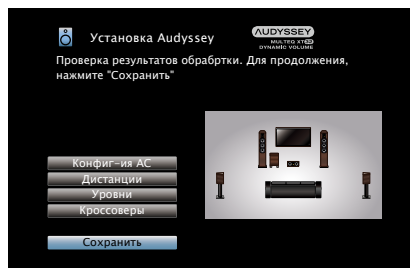 Установка Audyssey
AUDYSSEY
MULTEQ XT32
DYNAMIC VOLUME
Проверка результатов обрабртки. Для продолжения,
нажмите "Сохранить"
Конфиг-ия АС
Дистанции
Уровни
Кроссоверы
Сохранить